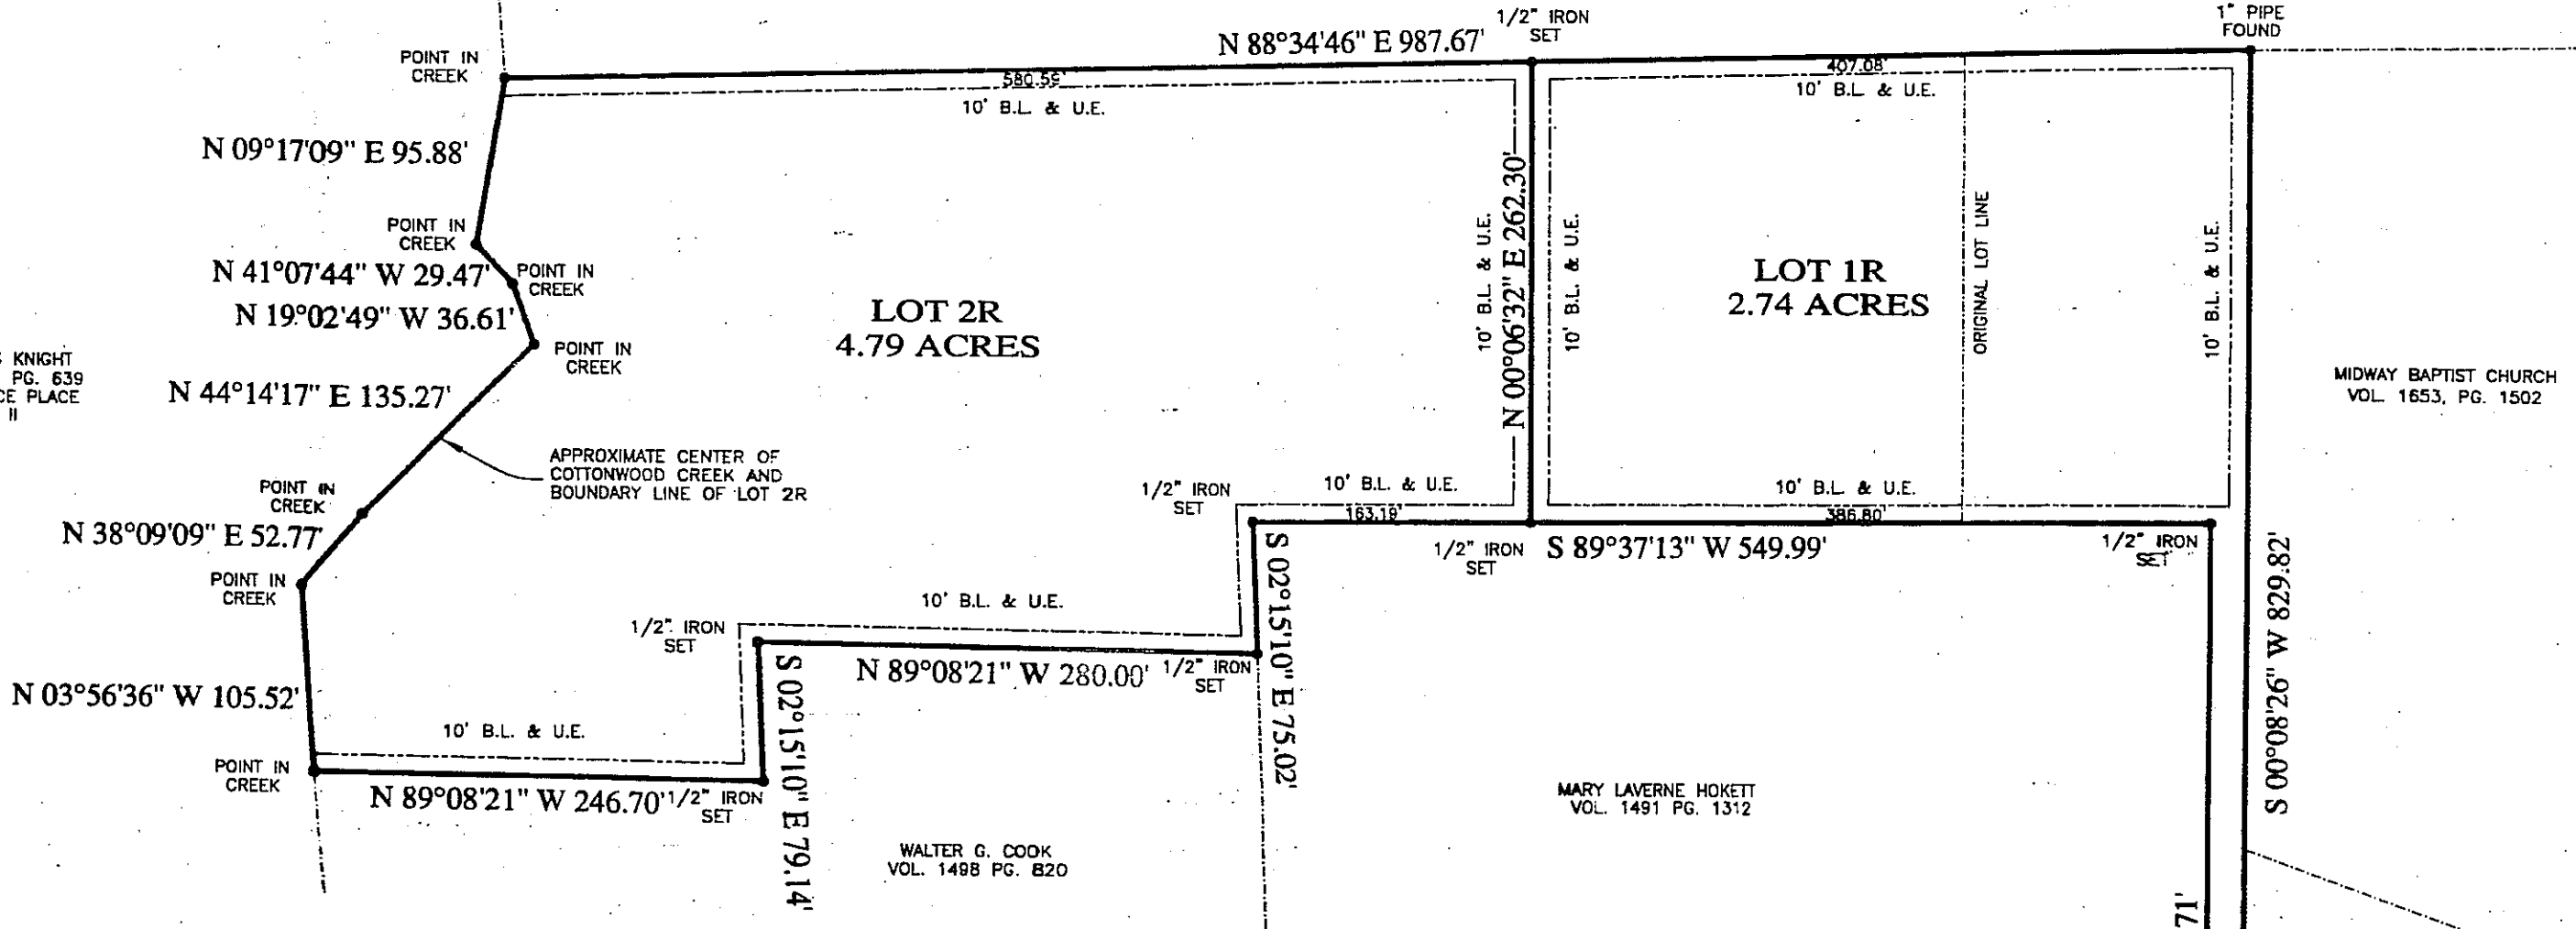 1/2" IRON
SET
1" PIPE
FOUND
N 88°34'46" E 987.67'
POINT IN
CREEK
580.59'
407.08'
10' B.L. & U.E.
10' B.L. & U.E.
N 09°17'09" E 95.88'
POINT IN
CREEK
N 41°07'44" W 29.47'
POINT IN
CREEK
N 19°02'49" W 36.61'
POINT IN
CREEK
LOT 2R
4.79 ACRES
10' B.L. & U.E.
N 00°06'32" E 262.30'
10' B.L. & U.E.
LOT 1R
2.74 ACRES
ORIGINAL LOT LINE
10' B.L. & U.E.
KNIGHT
PG. 639
CE PLACE
II
N 44°14'17" E 135.27'
MIDWAY BAPTIST CHURCH
VOL. 1653, PG. 1502
APPROXIMATE CENTER OF
COTTONWOOD CREEK AND
BOUNDARY LINE OF LOT 2R
POINT IN
CREEK
N 38°09'09" E 52.77'
1/2" IRON
SET
10' B.L. & U.E.
163.19'
10' B.L. & U.E.
386.80'
1/2" IRON
SET
S 89°37'13" W 549.99'
1/2" IRON
SET
POINT IN
CREEK
10' B.L. & U.E.
1/2" IRON
SET
S 02°15'10" E 75.02'
N 89°08'21" W 280.00'
1/2" IRON
SET
S 00°08'26" W 829.82'
N 03°56'36" W 105.52'
10' B.L. & U.E.
POINT IN
CREEK
N 89°08'21" W 246.70'
1/2" IRON
SET
S 02°15'10" E 79.14'
MARY LAVERNE HOKETT
VOL. 1491 PG. 1312
WALTER G. COOK
VOL. 1498 PG. 820
71'